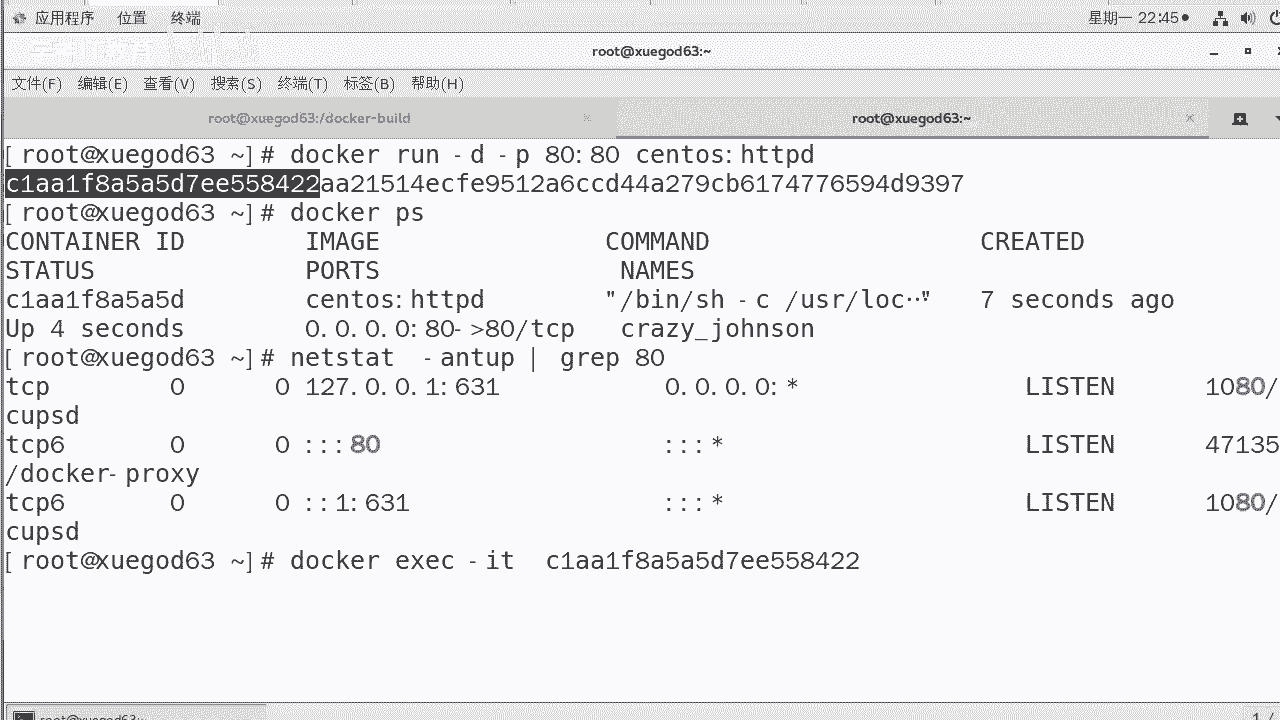 应用程序 位置 终端 星期一 22:45
root@xuegod63:~
文件(F) 编辑(E) 查看(V) 搜索(S) 终端(T) 标签(B) 帮助(H)
root@xuegod63:/docker-build × root@xuegod63:~ ×
[root@xuegod63 ~]# docker run -d -p 80:80 centos:httpd
c1aa1f8a5a5d7ee558422aa21514ecfe9512a6ccd44a279cb6174776594d9397
[root@xuegod63 ~]# docker ps
CONTAINER ID IMAGE COMMAND CREATED
STATUS PORTS NAMES
c1aa1f8a5a5d centos:httpd "/bin/sh -c /usr/loc…" 7 seconds ago
Up 4 seconds 0.0.0.0:80->80/tcp crazy_johnson
[root@xuegod63 ~]# netstat -antup | grep 80
tcp 0 0 127.0.0.1:631 0.0.0.0:* LISTEN 1080/
cupsd
tcp6 0 0 :::80 :::* LISTEN 47135
/docker-proxy
tcp6 0 0 ::1:631 :::* LISTEN 1080/
cupsd
[root@xuegod63 ~]# docker exec -it c1aa1f8a5a5d7ee558422
root@xuegod63:~
1 /